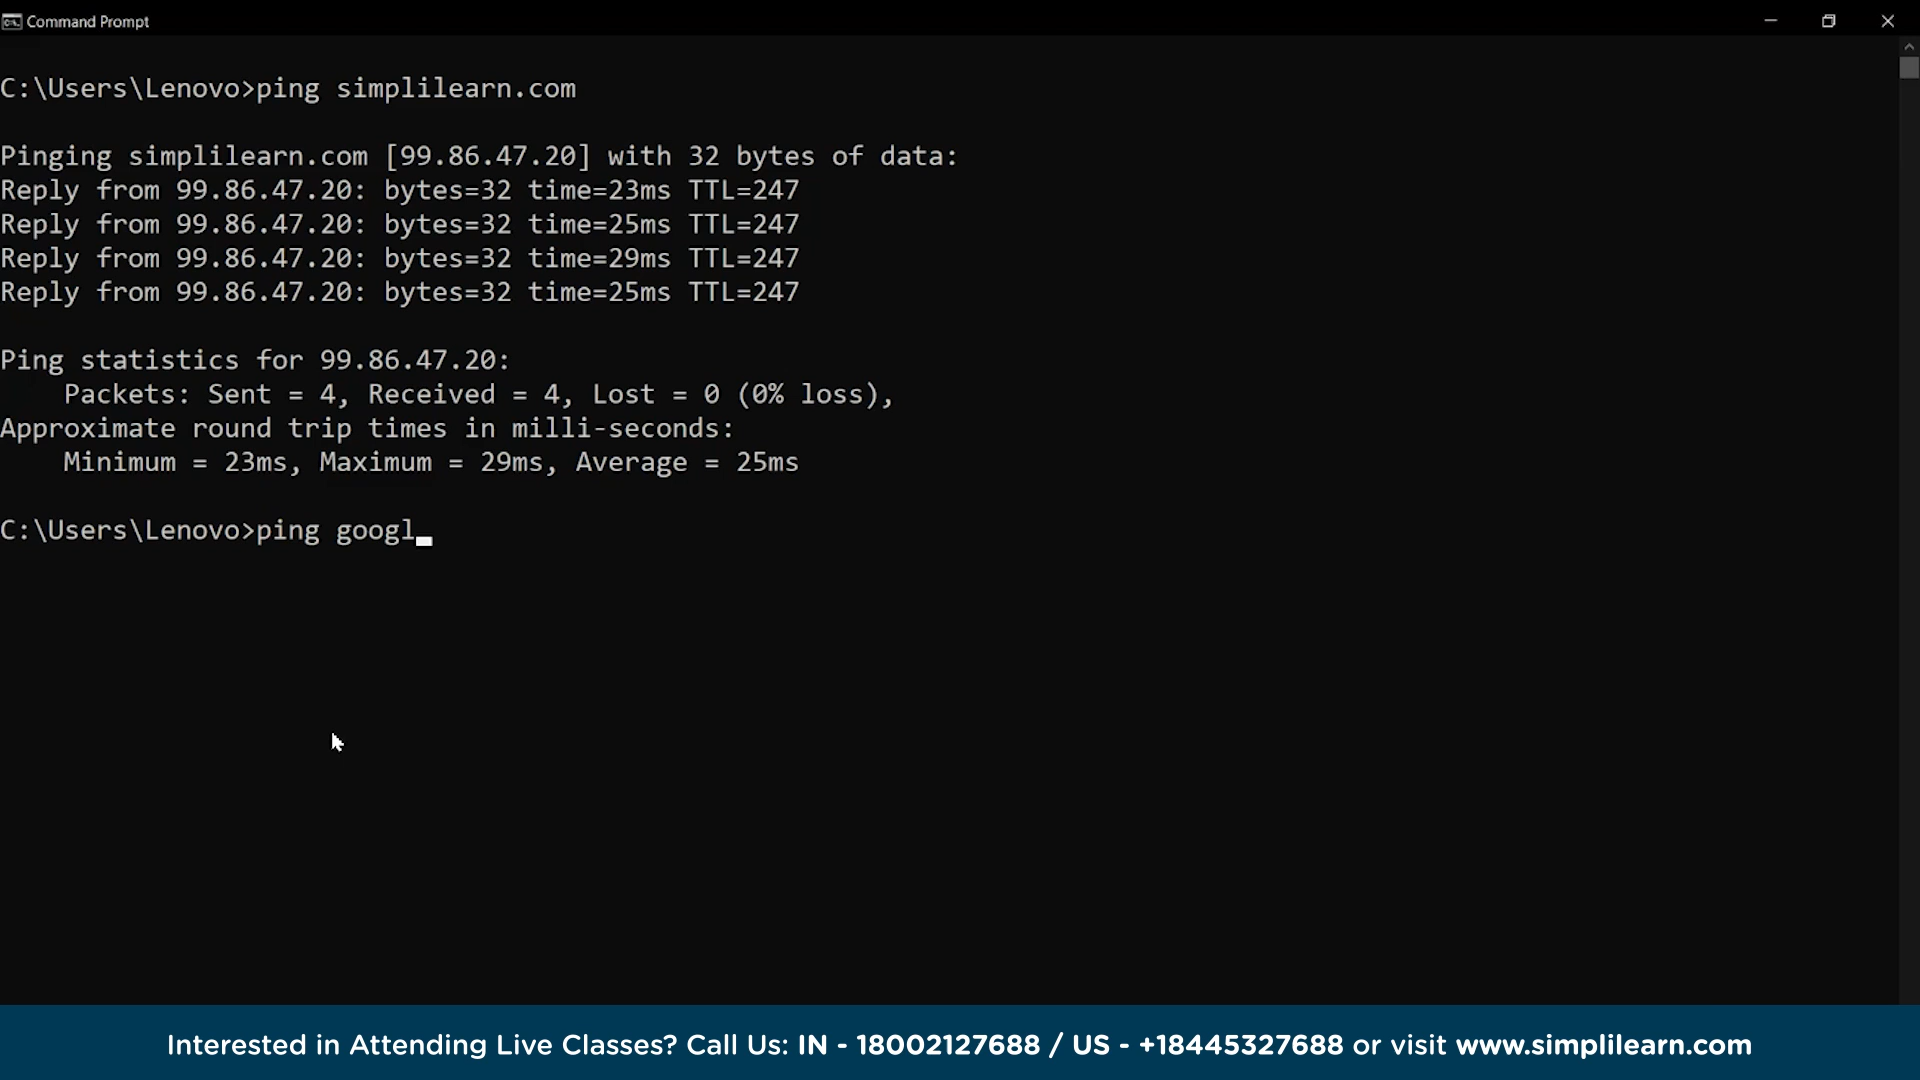 Command Prompt
C:\Users\Lenovo>ping simplilearn.com
Pinging simplilearn.com [99.86.47.20] with 32 bytes of data:
Reply from 99.86.47.20: bytes=32 time=23ms TTL=247
Reply from 99.86.47.20: bytes=32 time=25ms TTL=247
Reply from 99.86.47.20: bytes=32 time=29ms TTL=247
Reply from 99.86.47.20: bytes=32 time=25ms TTL=247
Ping statistics for 99.86.47.20:
    Packets: Sent = 4, Received = 4, Lost = 0 (0% loss),
Approximate round trip times in milli-seconds:
    Minimum = 23ms, Maximum = 29ms, Average = 25ms
C:\Users\Lenovo>ping googl
Interested in Attending Live Classes? Call Us: IN - 18002127688 / US - +18445327688 or visit www.simplilearn.com